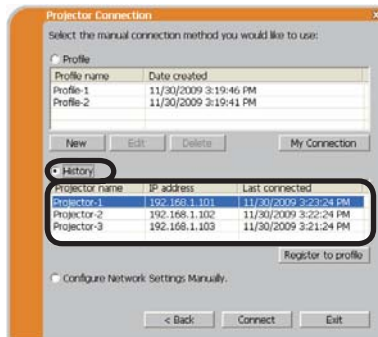 Projector Connection
x
Select the manual connection method you would like to use:
Profile
Profile name Date created
Profile-1 11/30/2009 3:19:46 PM
Profile-2 11/30/2009 3:19:41 PM
New Edit Delete My Connection
History
Projector name IP address Last connected
Projector-1 192.168.1.101 11/30/2009 3:23:24 PM
Projector-2 192.168.1.102 11/30/2009 3:22:24 PM
Projector-3 192.168.1.103 11/30/2009 3:21:24 PM
Register to profile
Configure Network Settings Manually.
< Back Connect Exit